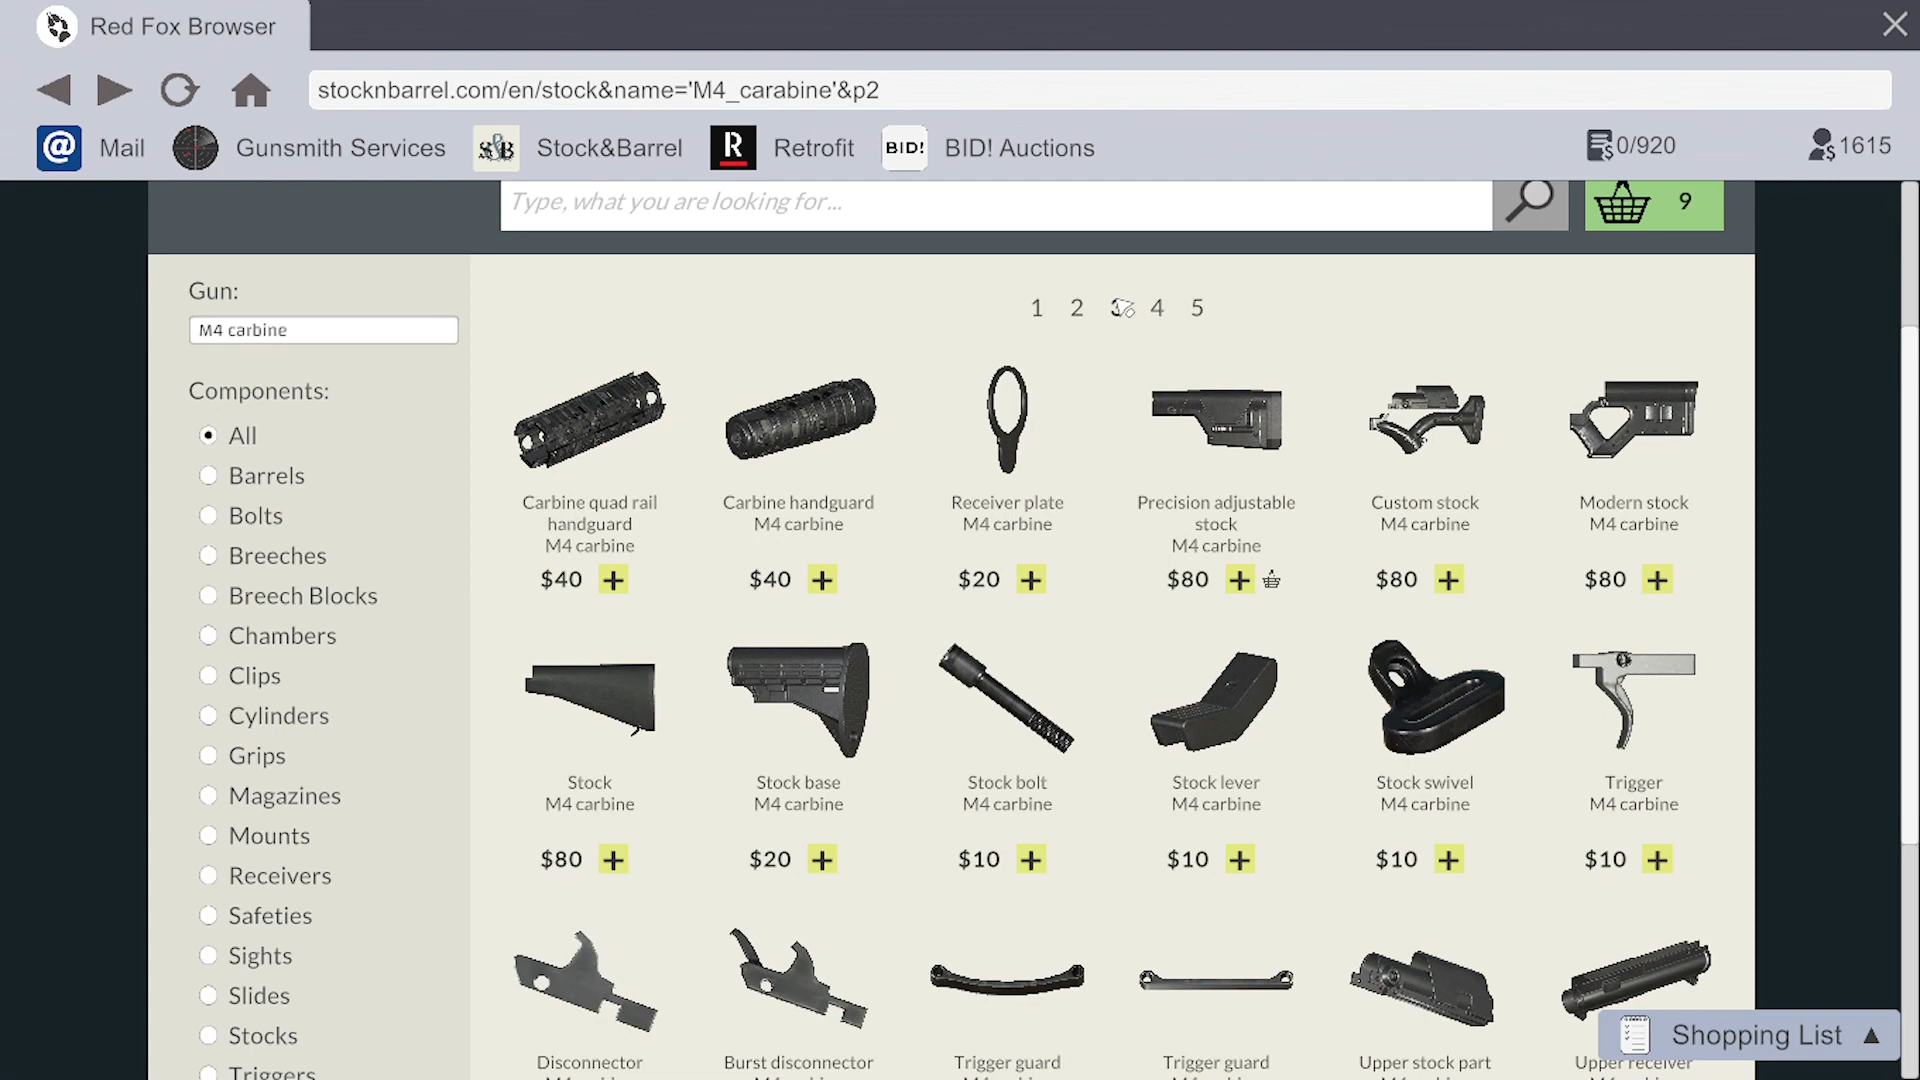 Red Fox Browser
stocknbarrel.com/en/stock&name='M4_carabine'&p2
Mail
Gunsmith Services
S&B
Stock&Barrel
R
Retrofit
BID!
BID! Auctions
0/920
1615
Type, what you are looking for...
9
Gun:
M4 carbine
Components:
All
Barrels
Bolts
Breeches
Breech Blocks
Chambers
Clips
Cylinders
Grips
Magazines
Mounts
Receivers
Safeties
Sights
Slides
Stocks
Triggers
1 2 3 4 5
Carbine quad rail
handguard
M4 carbine
$40 +
Carbine handguard
M4 carbine
$40 +
Receiver plate
M4 carbine
$20 +
Precision adjustable
stock
M4 carbine
$80 +
Custom stock
M4 carbine
$80 +
Modern stock
M4 carbine
$80 +
Stock
M4 carbine
$80 +
Stock base
M4 carbine
$20 +
Stock bolt
M4 carbine
$10 +
Stock lever
M4 carbine
$10 +
Stock swivel
M4 carbine
$10 +
Trigger
M4 carbine
$10 +
Disconnector
Burst disconnector
Trigger guard
Trigger guard
Upper stock part
Upper receiver
Shopping List